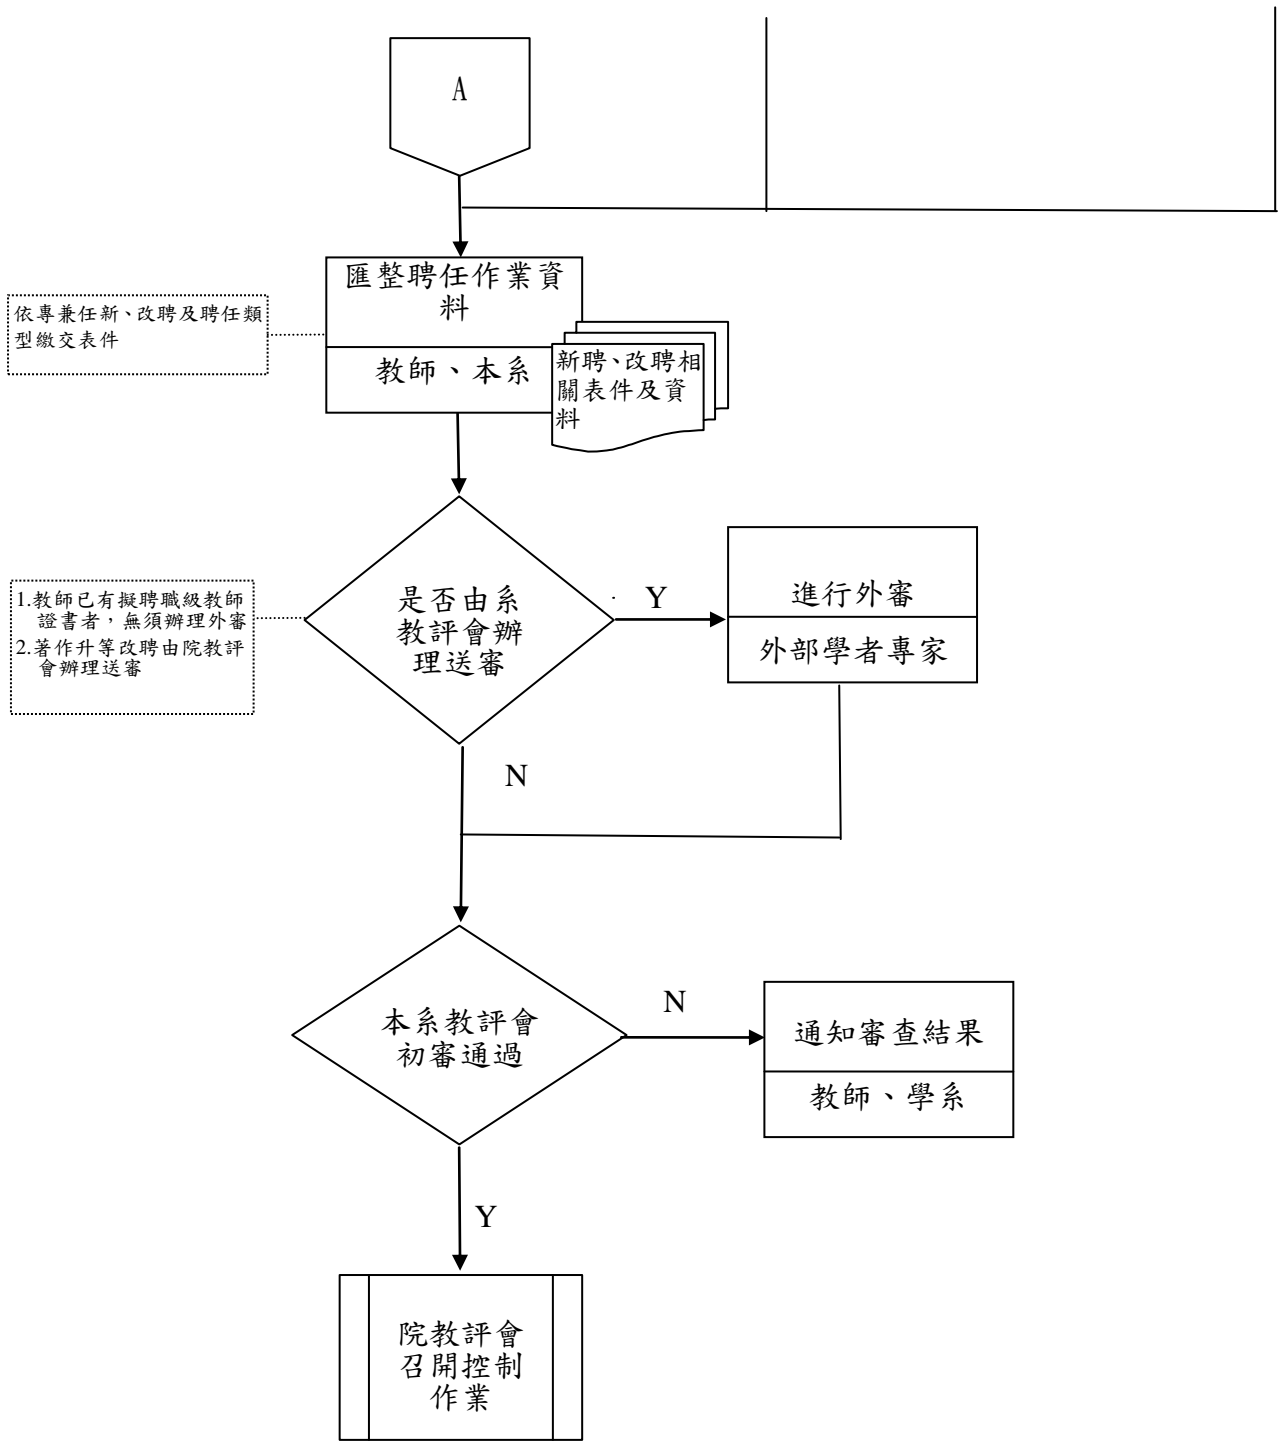 A
匯整聘任作業資
料
依專兼任新、改聘及聘任類
型繳交表件
教師、本系
新聘、改聘相
關表件及資
料
是否由系
教評會辦
理送審
Y
進行外審
外部學者專家
1.教師已有擬聘職級教師
證書者，無須辦理外審
2.著作升等改聘由院教評
會辦理送審
N
本系教評會
初審通過
N
通知審查結果
教師、學系
Y
院教評會
召開控制
作業